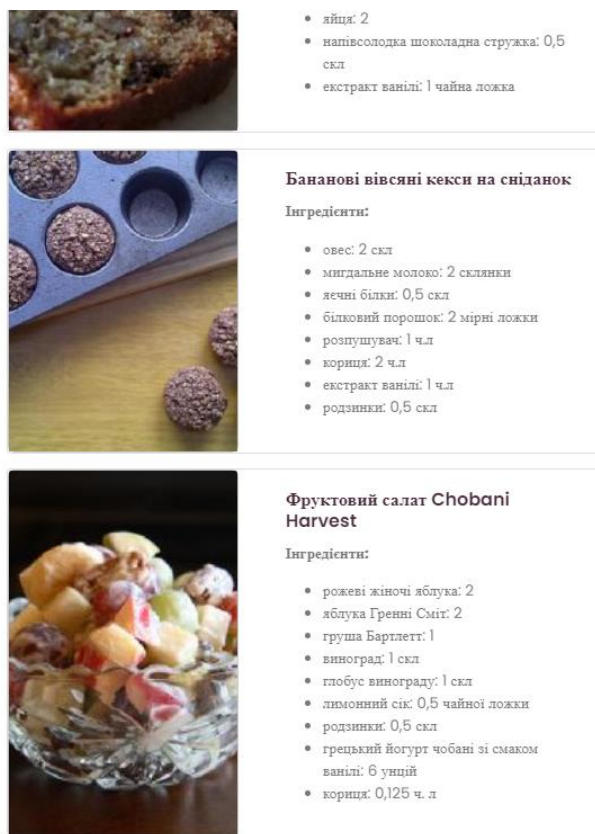 яйця: 2
напівсолодка шоколадна стружка: 0,5
скл
екстракт ванілі: 1 чайна ложка
Бананові вівсяні кекси на сніданок
Інгредієнти:
овес: 2 скл
мигдальне молоко: 2 склянки
яєчні білки: 0,5 скл
білковий порошок: 2 мірні ложки
розпушувач: 1 ч.л
кориця: 2 ч.л
екстракт ванілі: 1 ч.л
родзинки: 0,5 скл
Фруктовий салат Chobani
Harvest
Інгредієнти:
рожеві жіночі яблука: 2
яблука Гренні Сміт: 2
груша Бартлетт: 1
виноград: 1 скл
глобус винограду: 1 скл
лимонний сік: 0,5 чайної ложки
родзинки: 0,5 скл
грецький йогурт чобані зі смаком
ванілі: 6 унцій
кориця: 0,125 ч. л